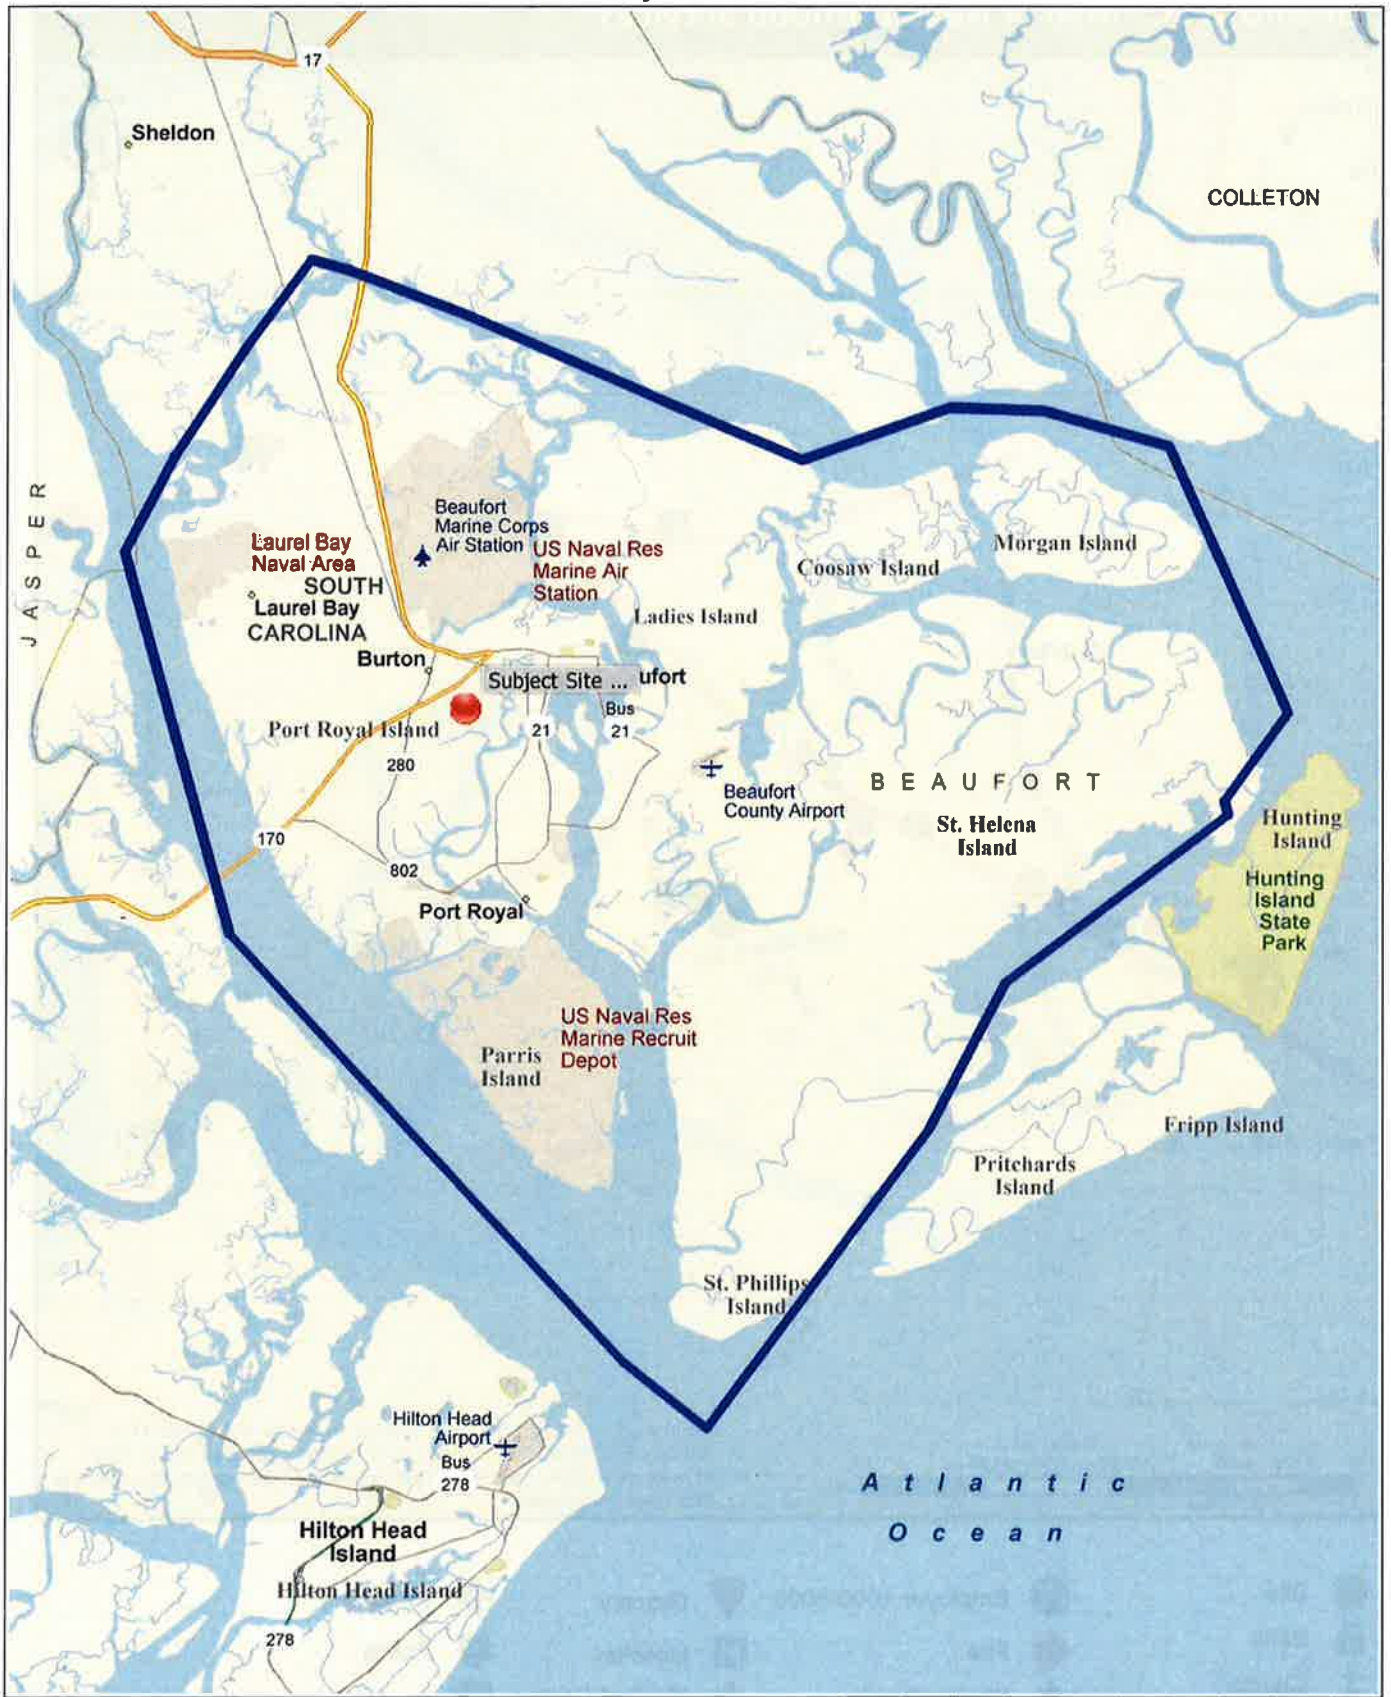 17
Sheldon
COLLETON
JASPER
Beaufort
Marine Corps
Air Station
US Naval Res
Marine Air
Station
Laurel Bay
Naval Area
SOUTH
Laurel Bay
CAROLINA
Morgan Island
Coosaw Island
Ladies Island
Burton
Subject Site ...
ufort
Bus
21
21
Port Royal Island
280
BEAUFORT
Beaufort
County Airport
St. Helena
Island
Hunting
Island
Hunting
Island
State
Park
170
802
Port Royal
US Naval Res
Marine Recruit
Depot
Parris
Island
Fripp Island
Pritchards
Island
St. Phillips
Island
Hilton Head
Airport
Bus
278
Atlantic
Ocean
Hilton Head
Island
Hilton Head Island
278